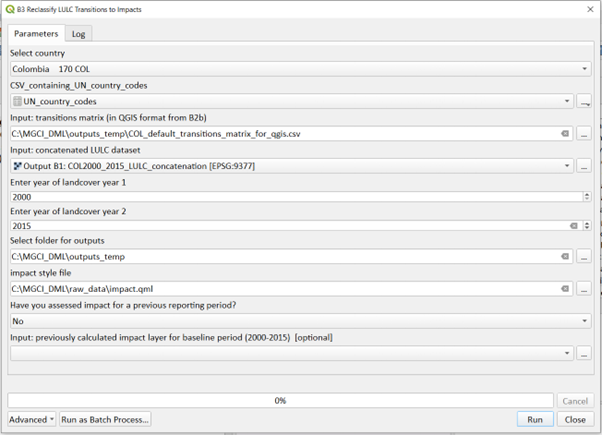 B3 Reclassify LULC Transitions to Impacts
Parameters Log
Select country
Colombia 170 COL
CSV_containing_UN_country_codes
UN_country_codes
...
Input: transitions matrix (in QGIS format from B2b)
C:\MGCI_DML\outputs_temp\COL_default_transitions_matrix_for_qgis.csv
...
Input: concatenated LULC dataset
Output B1: COL2000_2015_LULC_concatenation [EPSG:9377]
...
Enter year of landcover year 1
2000
Enter year of landcover year 2
2015
Select folder for outputs
C:\MGCI_DML\outputs_temp
...
impact style file
C:\MGCI_DML\raw_data\impact.qml
...
Have you assessed impact for a previous reporting period?
No
Input: previously calculated impact layer for baseline period (2000-2015) [optional]
...
0%
Cancel
Advanced Run as Batch Process... Run Close